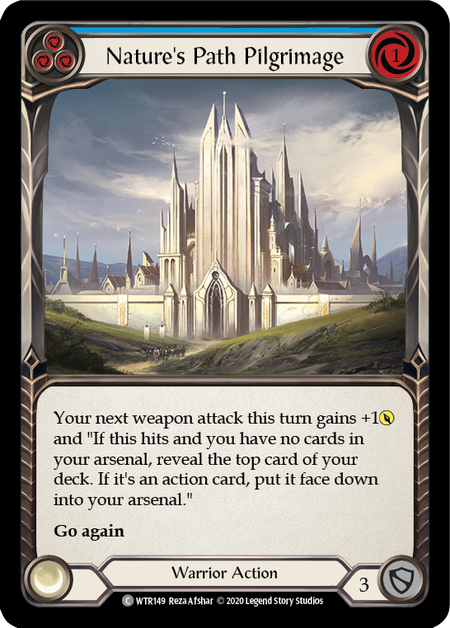 Nature's Path Pilgrimage
1
Your next weapon attack this turn gains +1
and "If this hits and you have no cards in
your arsenal, reveal the top card of your
deck. If it's an action card, put it face down
into your arsenal."
Go again
Warrior Action
3
C WTR149 Reza Afshar © 2020 Legend Story Studios